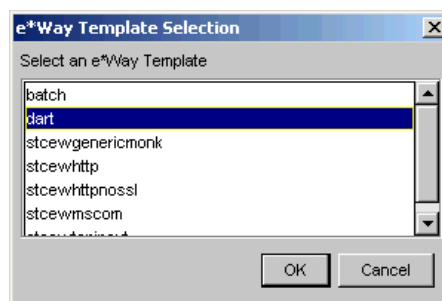 e*Way Template Selection
Select an e*Way Template
batch
dart
stcewgenericmonk
stcewhttp
stcewhttpnossl
stcewmscom
OK
Cancel